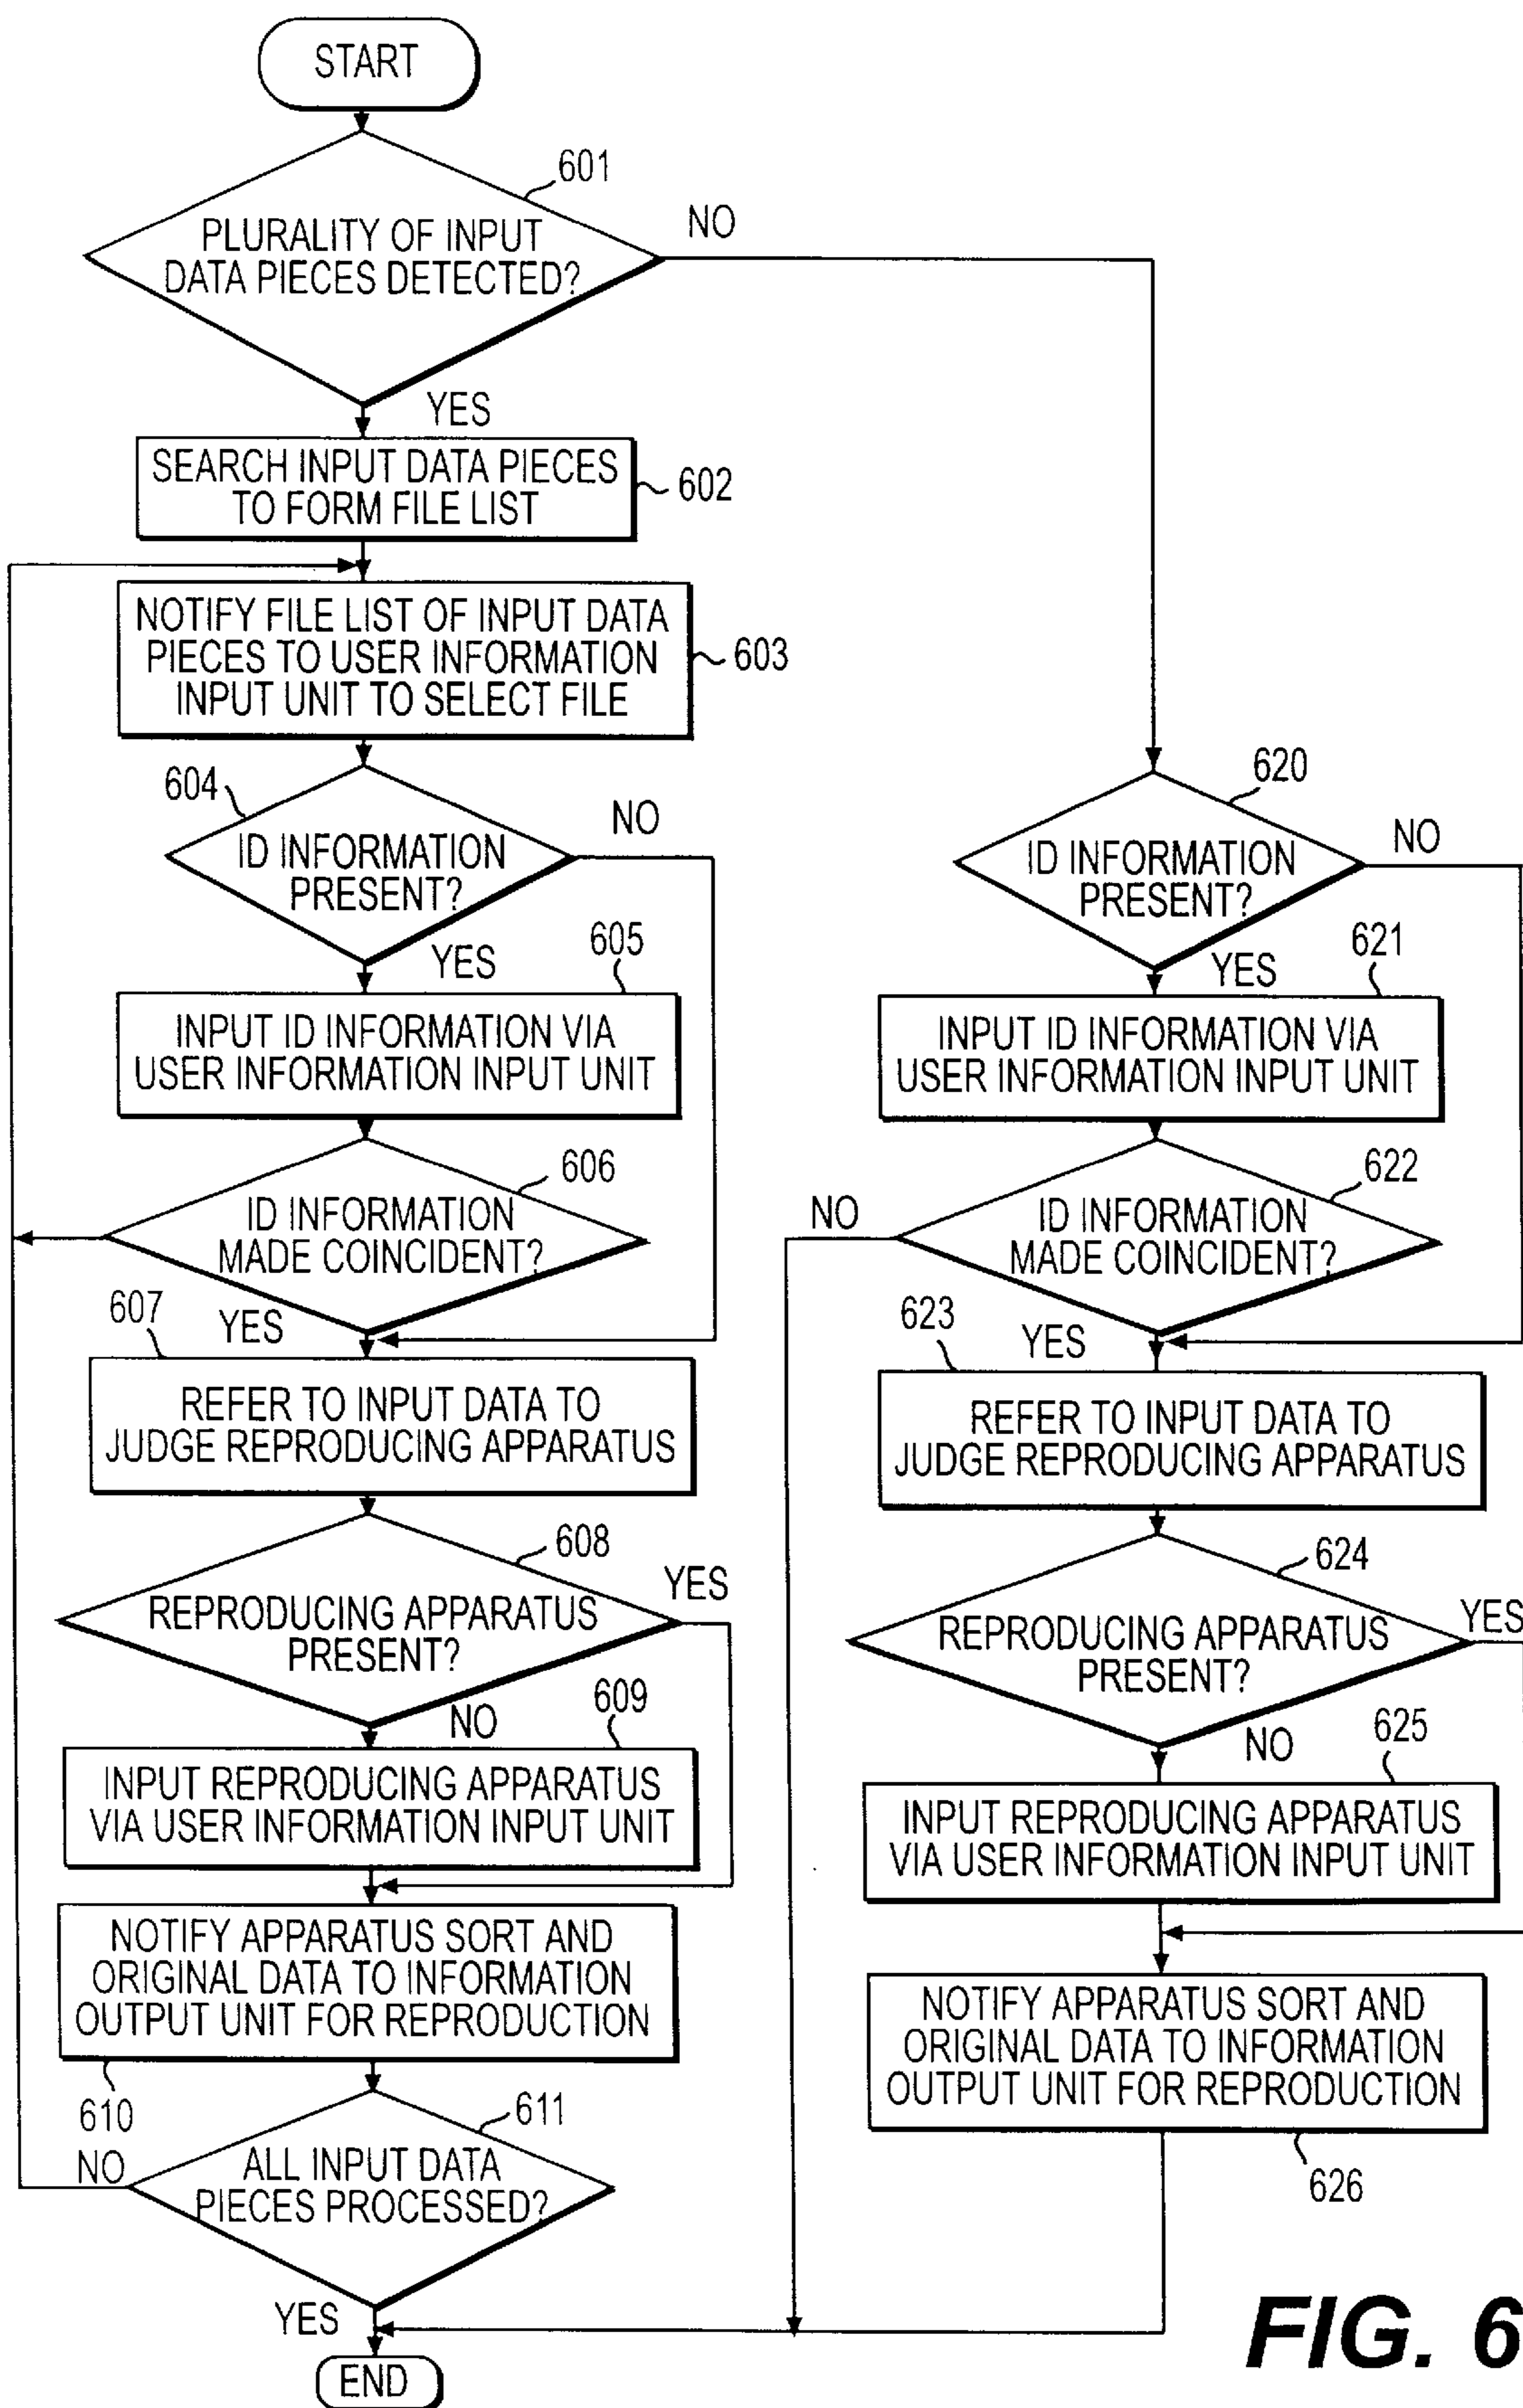 START
601
PLURALITY OF INPUT
DATA PIECES DETECTED?
NO
YES
SEARCH INPUT DATA PIECES
TO FORM FILE LIST
602
NOTIFY FILE LIST OF INPUT DATA
PIECES TO USER INFORMATION
INPUT UNIT TO SELECT FILE
603
604
ID INFORMATION
PRESENT?
NO
YES
605
INPUT ID INFORMATION VIA
USER INFORMATION INPUT UNIT
606
ID INFORMATION
MADE COINCIDENT?
607
YES
REFER TO INPUT DATA TO
JUDGE REPRODUCING APPARATUS
608
REPRODUCING APPARATUS
PRESENT?
YES
NO
609
INPUT REPRODUCING APPARATUS
VIA USER INFORMATION INPUT UNIT
NOTIFY APPARATUS SORT AND
ORIGINAL DATA TO INFORMATION
OUTPUT UNIT FOR REPRODUCTION
610
611
ALL INPUT DATA
PIECES PROCESSED?
NO
YES
END
620
ID INFORMATION
PRESENT?
NO
YES
621
INPUT ID INFORMATION VIA
USER INFORMATION INPUT UNIT
622
ID INFORMATION
MADE COINCIDENT?
NO
623
YES
REFER TO INPUT DATA TO
JUDGE REPRODUCING APPARATUS
624
REPRODUCING APPARATUS
PRESENT?
YES
NO
625
INPUT REPRODUCING APPARATUS
VIA USER INFORMATION INPUT UNIT
NOTIFY APPARATUS SORT AND
ORIGINAL DATA TO INFORMATION
OUTPUT UNIT FOR REPRODUCTION
626
FIG. 6